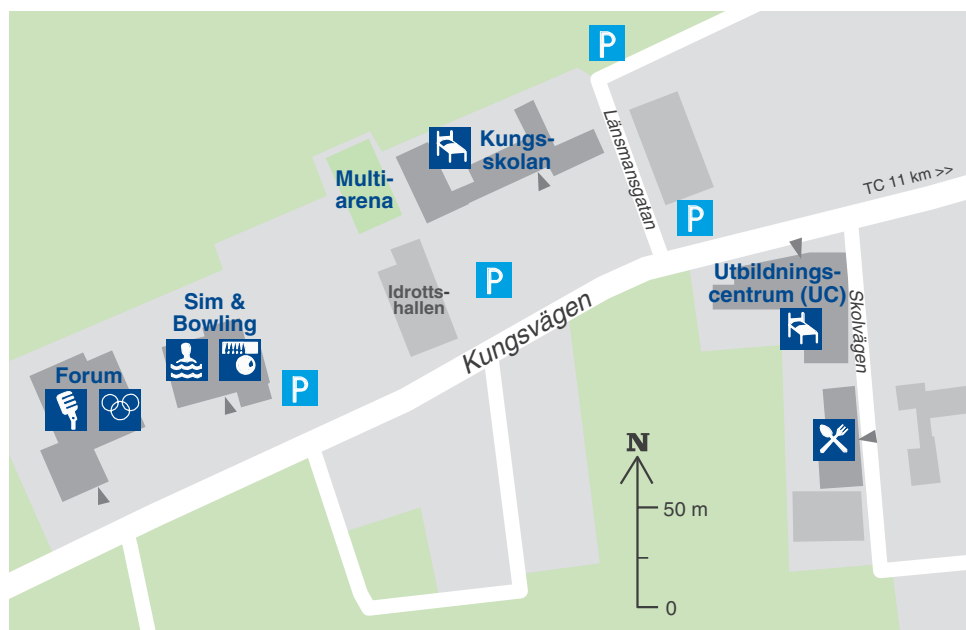 P
Länsmansgatan
Kungs-
skolan
Multi-
arena
TC 11 km >>
P
Utbildnings-
centrum (UC)
P
Idrotts-
hallen
Kungsvägen
Skolvägen
Sim &
Bowling
Forum
P
N
50 m
0